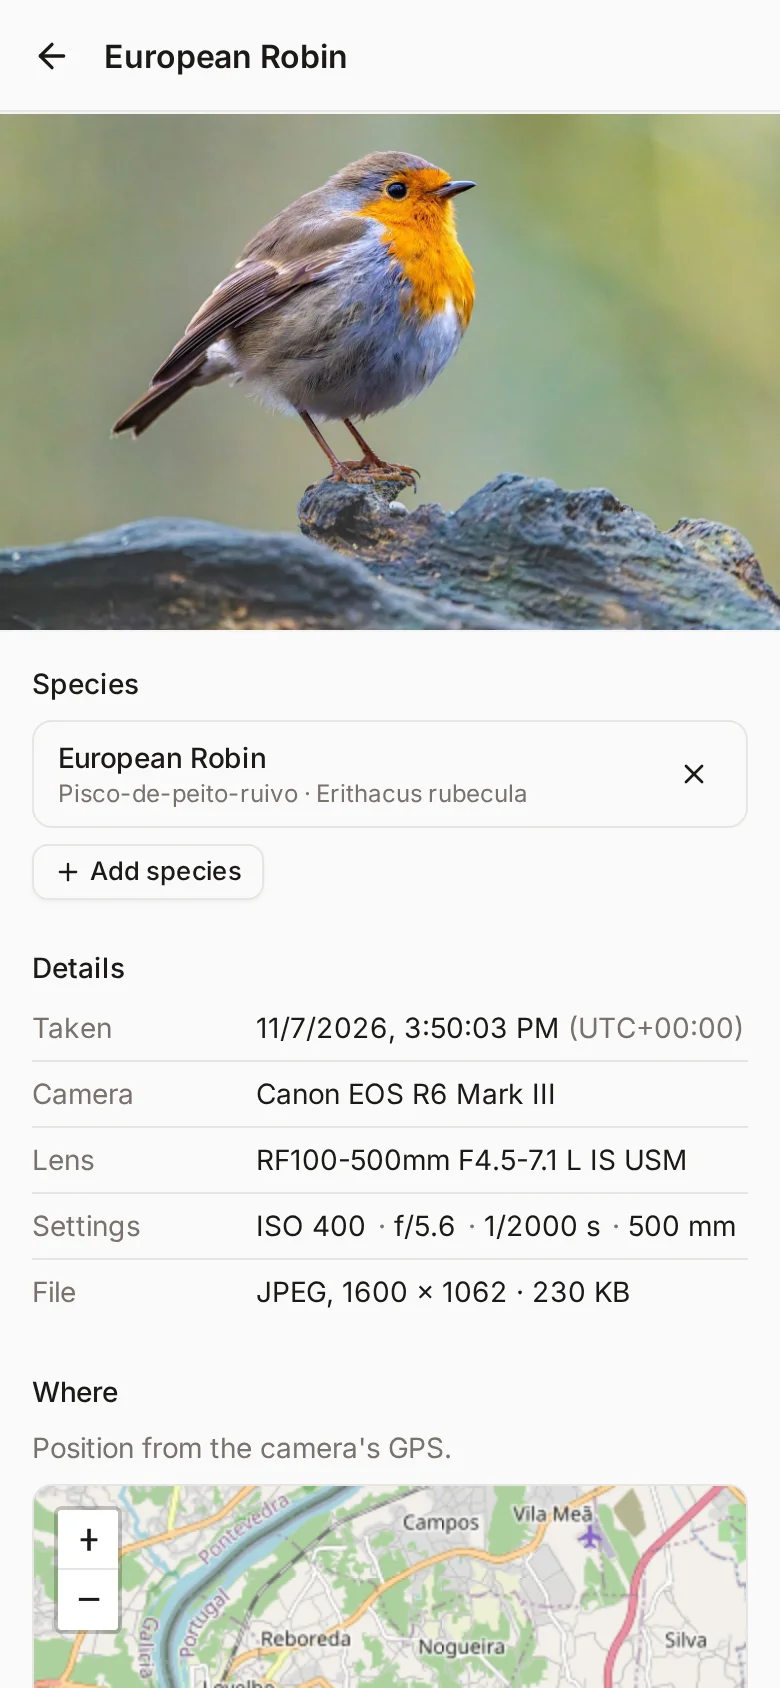 European Robin
Species
European Robin
Pisco-de-peito-ruivo · Erithacus rubecula
+ Add species
Details
Taken 11/7/2026, 3:50:03 PM (UTC+00:00)
Camera Canon EOS R6 Mark III
Lens RF100-500mm F4.5-7.1 L IS USM
Settings ISO 400 · f/5.6 · 1/2000 s · 500 mm
File JPEG, 1600 × 1062 · 230 KB
Where
Position from the camera's GPS.
+
−
Pontevedra
Campos
Vila Meã
Galicia
Portugal
Reboreda
Nogueira
Silva